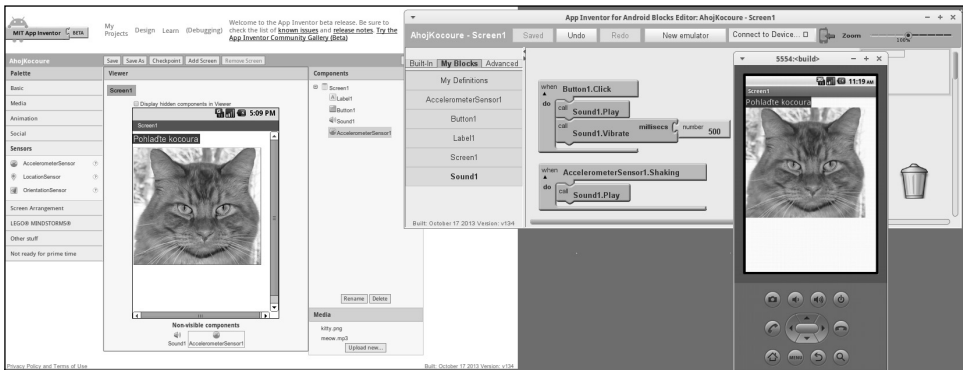 MIT App Inventor BETA
My Projects Design Learn (Debugging)
Welcome to the App Inventor beta release. Be sure to
check the list of known issues and release notes. Try the
App Inventor Community
Gallery (Beta)
AhojKocoure
Save Save As Checkpoint Add Screen Remove Screen
Palette
Basic
Media
Animation
Social
Sensors
AccelerometerSensor
LocationSensor
OrientationSensor
Screen Arrangement
LEGO® MINDSTORMS®
Other stuff
Not ready for prime time
Viewer
Screen1
Display hidden components in Viewer
5:09 PM
Screen1
Pohlaďte kocoura
Non-visible components
Sound1 AccelerometerSensor1
Components
Screen1
Label1
Button1
Sound1
AccelerometerSensor1
Rename Delete
Media
kitty.png
meow.mp3
Upload new...
Privacy Policy and Terms of Use
Built: October 17 2013 Version: v134
App Inventor for Android Blocks Editor: AhojKocoure - Screen1
AhojKocoure - Screen1 Saved Undo Redo New emulator Connect to Device... Zoom 100%
Built-In My Blocks Advanced
My Definitions
AccelerometerSensor1
Button1
Label1
Screen1
Sound1
Built: October 17 2013 Version: v134
when Button1.Click
do call Sound1.Play
call Sound1.Vibrate millisecs number 500
when AccelerometerSensor1.Shaking
do call Sound1.Play
5554:<build>
11:19 AM
Screen1
Pohlaďte kocoura
MENU